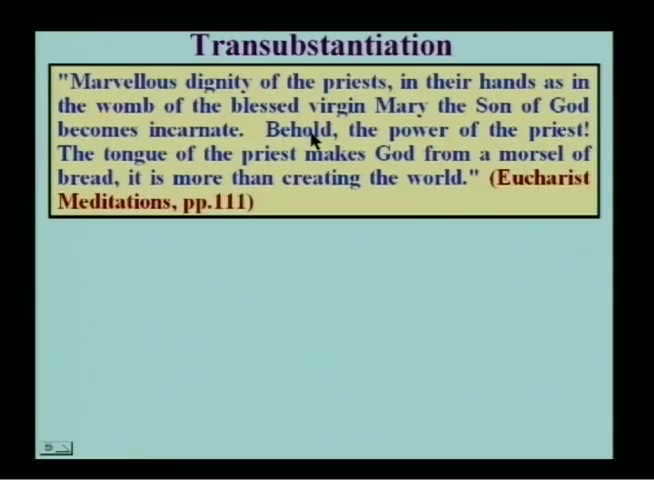 Transubstantiation
"Marvellous dignity of the priests, in their hands as in
the womb of the blessed virgin Mary the Son of God
becomes incarnate. Behold, the power of the priest!
The tongue of the priest makes God from a morsel of
bread, it is more than creating the world." (Eucharist
Meditations, pp.111)